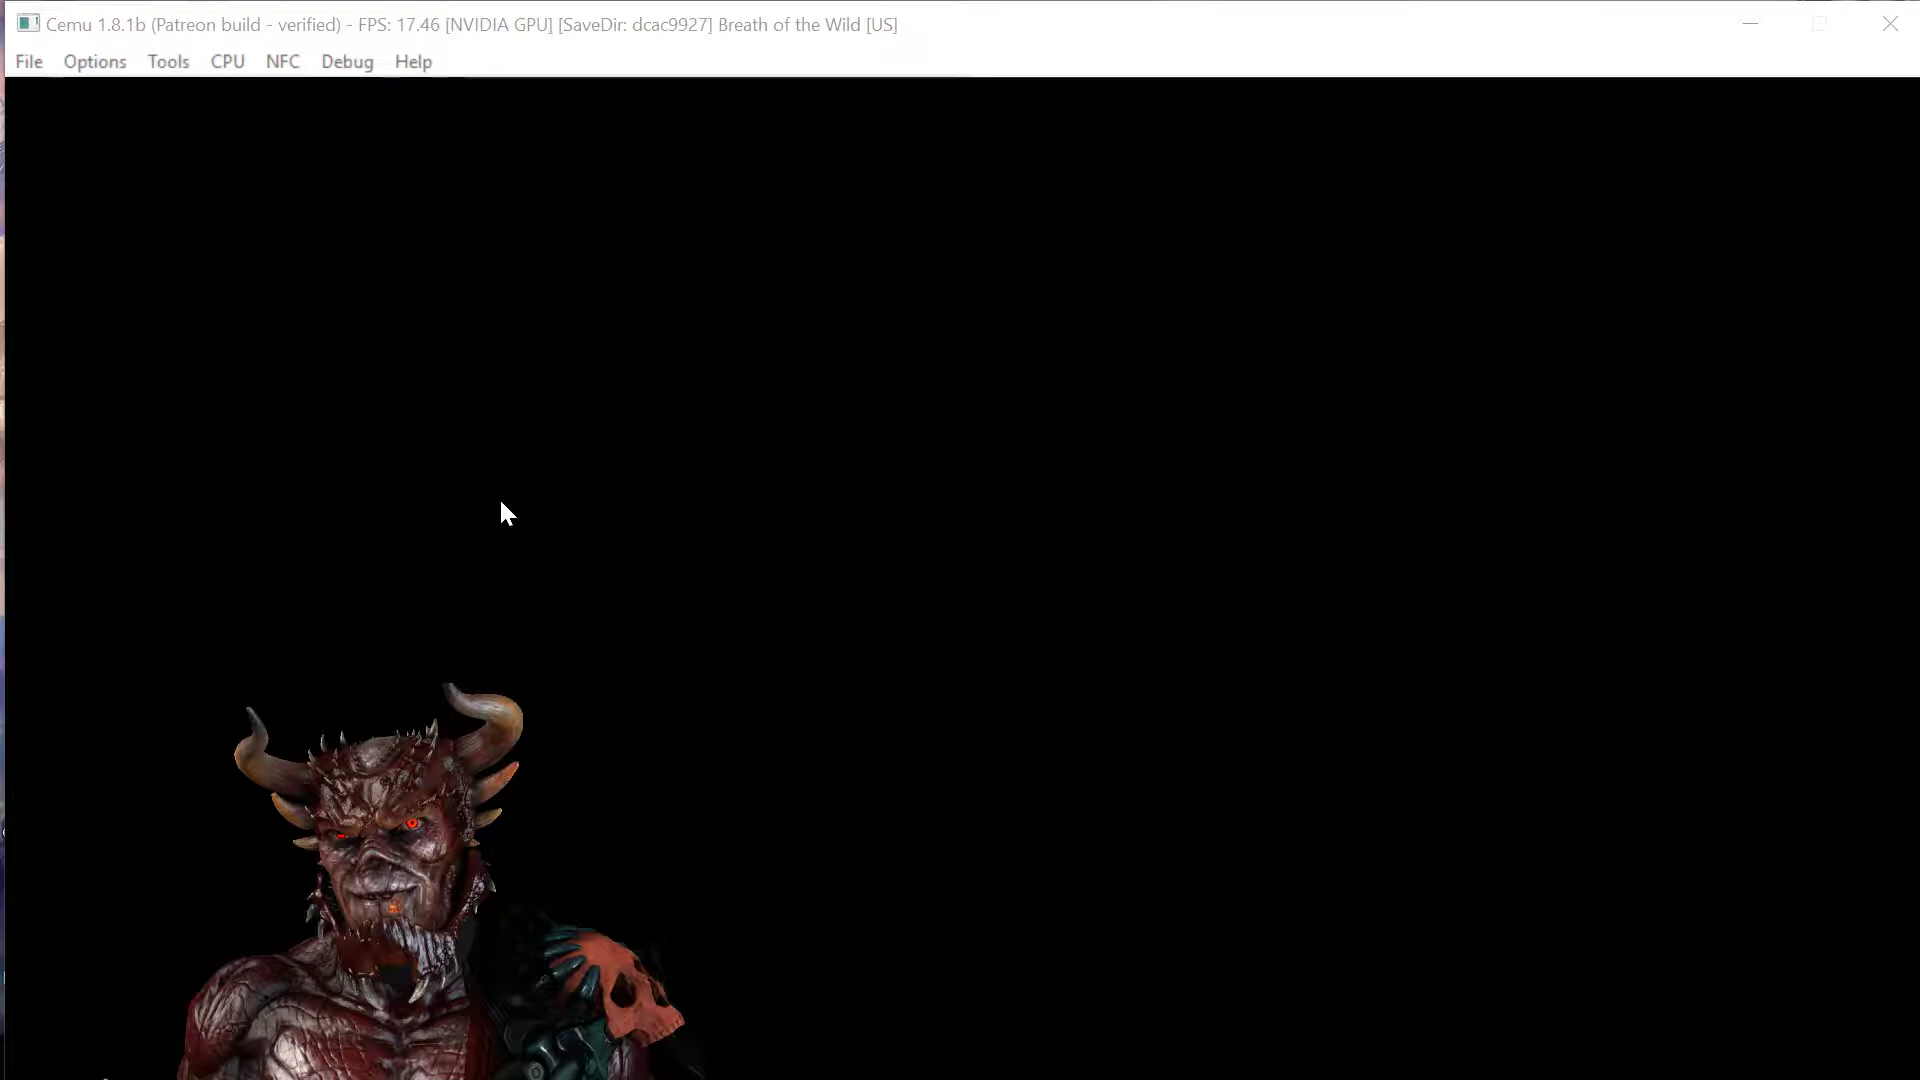 Cemu 1.8.1b (Patreon build - verified) - FPS: 17.46 [NVIDIA GPU] [SaveDir: dcac9927] Breath of the Wild [US]
File Options Tools CPU NFC Debug Help